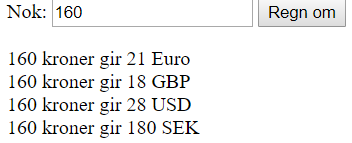 Nok: 160 Regn om
160 kroner gir 21 Euro
160 kroner gir 18 GBP
160 kroner gir 28 USD
160 kroner gir 180 SEK